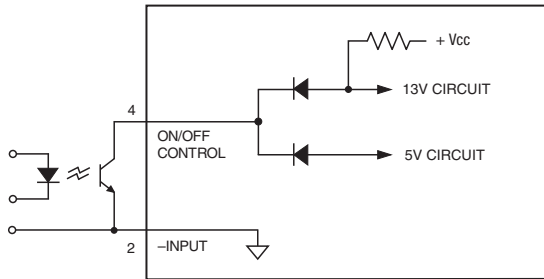 + Vcc
13V CIRCUIT
4
ON/OFF
CONTROL
5V CIRCUIT
2
–INPUT